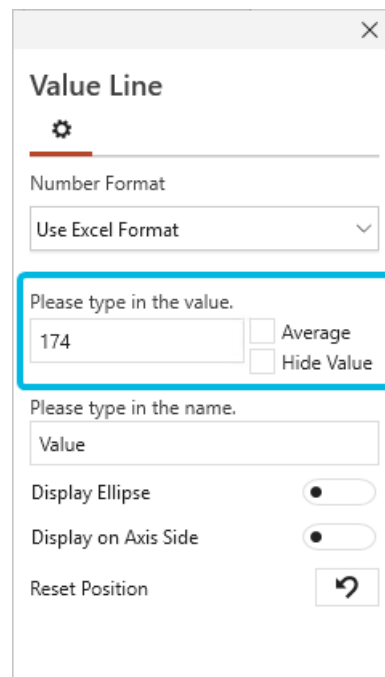 Value Line
Number Format
Use Excel Format
Please type in the value.
174
Average
Hide Value
Please type in the name.
Value
Display Ellipse
Display on Axis Side
Reset Position